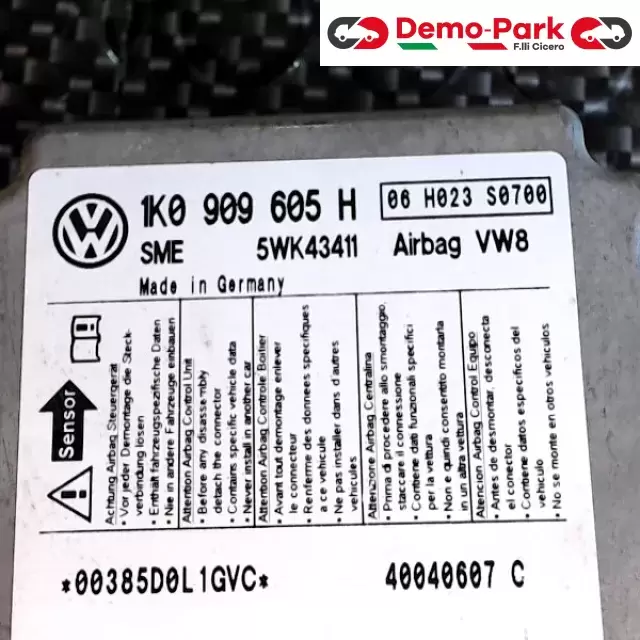 Demo-Park
F.lli Cicero
VW
1K0 909 605 H
06 H023 S0700
SME 5WK43411 Airbag VW8
Made in Germany
Sensor
Achtung Airbag Steuergerät
• Vor jeder Demontage die Steck-
verbindung lösen
• Enthält fahrzeugspezifische Daten
• Nie in andere Fahrzeuge einbauen
Attention Airbag Control Unit
• Before any disassembly
detach the connector
• Contains specific vehicle data
• Never install in another car
Attention Airbag Controle Boitier
• Avant tout demontage enlever
le connecteur
• Renferme des donnees specifiques
a ce vehicule
• Ne pas installer dans d'autres
vehicules
Attenzione Airbag Centralina
• Prima di procedere allo smontaggio,
staccare il connessione
• Contiene dati funzionali specifici
per la vettura
• Non e quindi consentito montarla
in un altra vettura
Atencion Airbag Control Equipo
• Antes de desmontar, desconecta
el conector
• Contiene datos especificos del
vehiculo
• No se monte en otros vehiculos
*00385D0L1GVC* 40040607 C